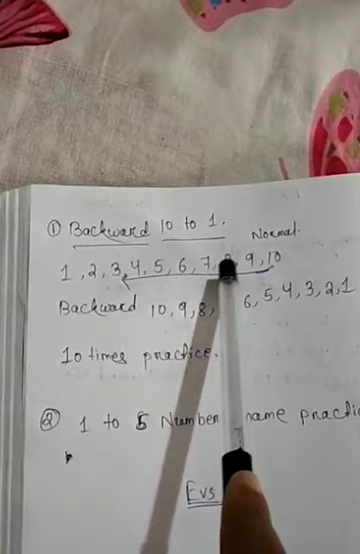 ① Backward 10 to 1.
Normal.
1, 2, 3, 4, 5, 6, 7, 9, 10
Backward 10, 9, 8, 6, 5, 4, 3, 2, 1
10 times practice.
② 1 to 5 Number name
Evs